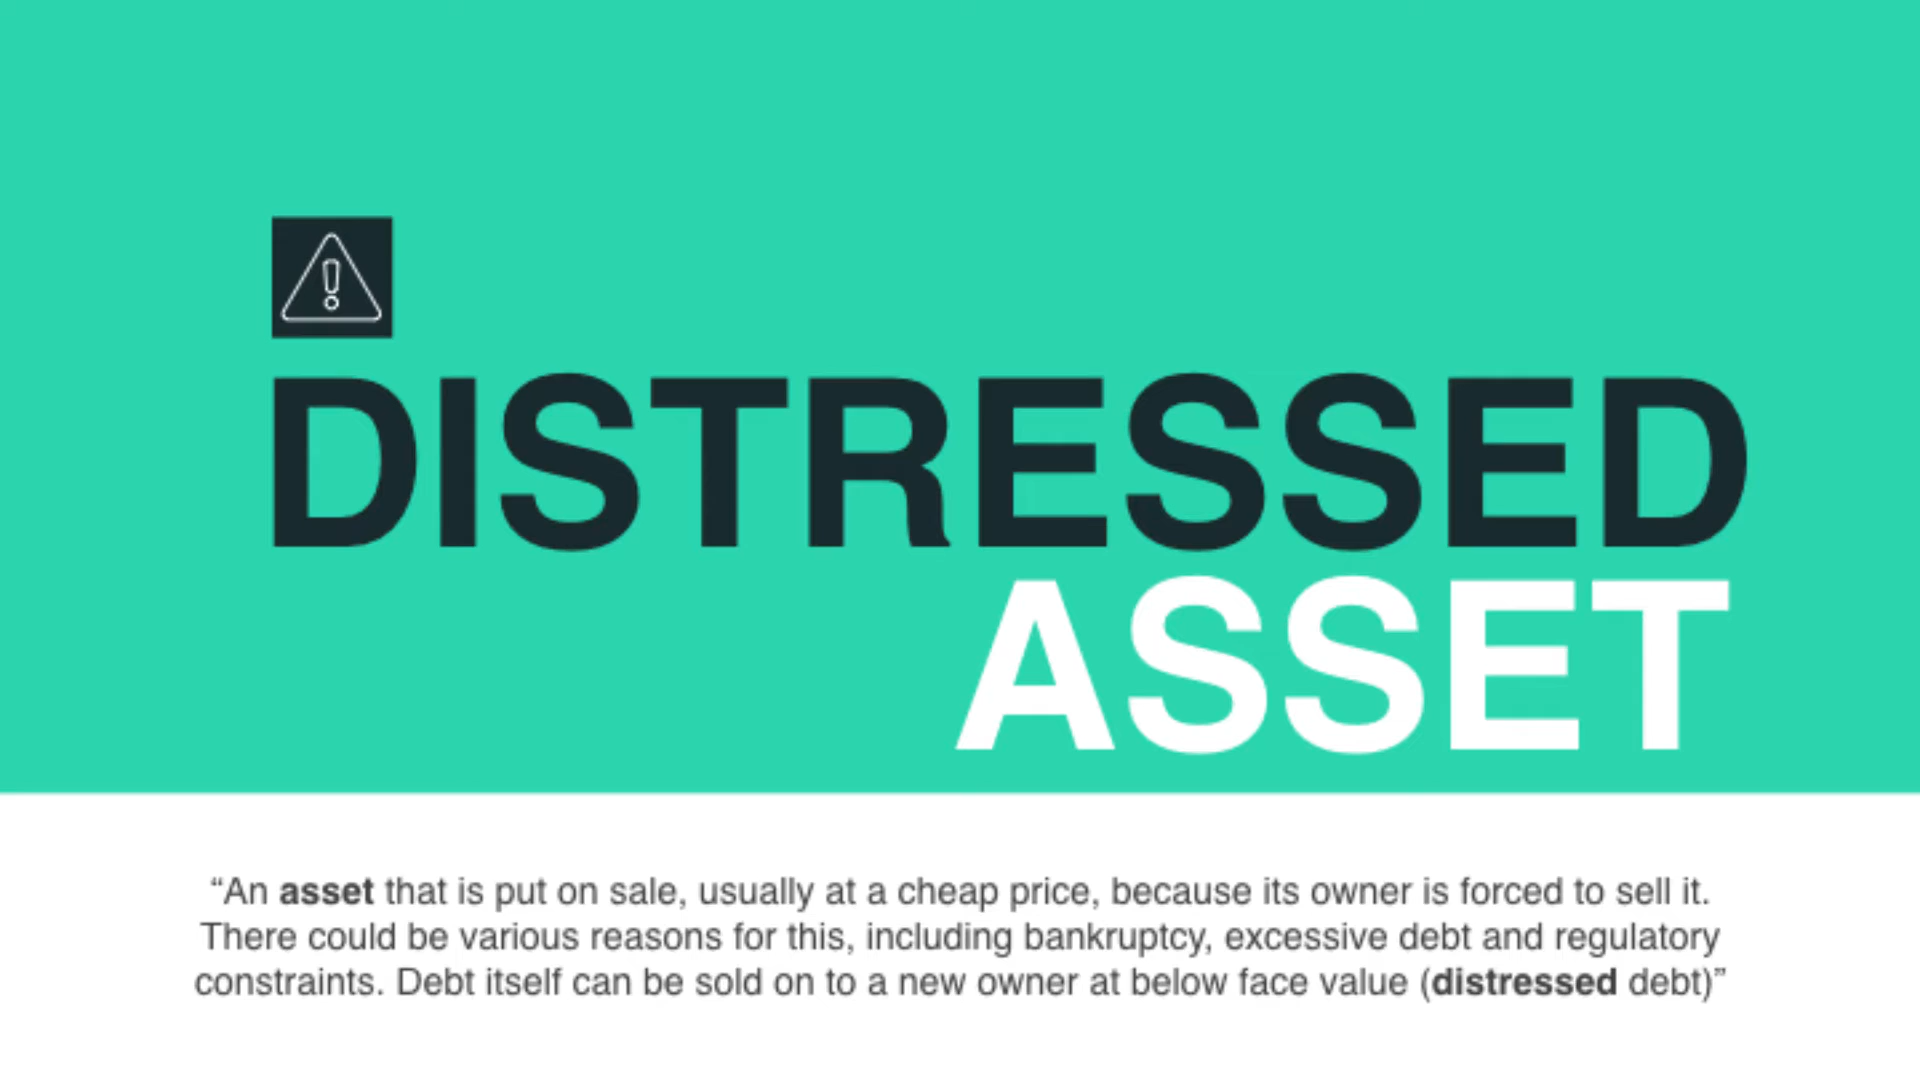 DISTRESSED
ASSET
“An asset that is put on sale, usually at a cheap price, because its owner is forced to sell it.
There could be various reasons for this, including bankruptcy, excessive debt and regulatory
constraints. Debt itself can be sold on to a new owner at below face value (distressed debt)”